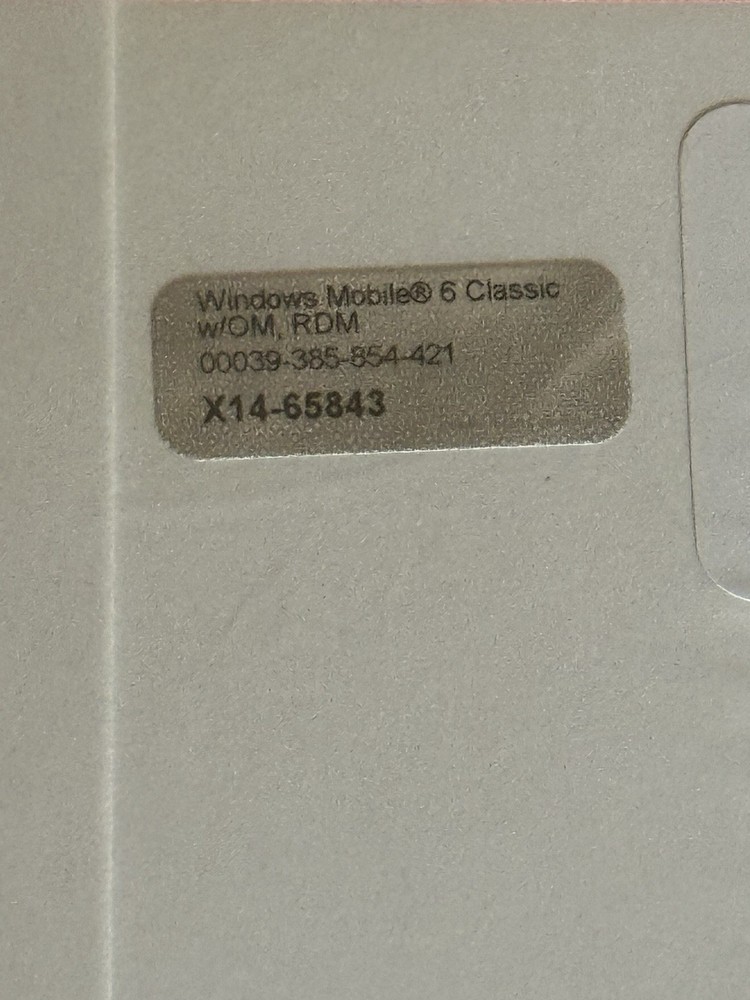 Windows Mobile® 6 Classic
w/OM, RDM
00039-385-854-421
X14-65843